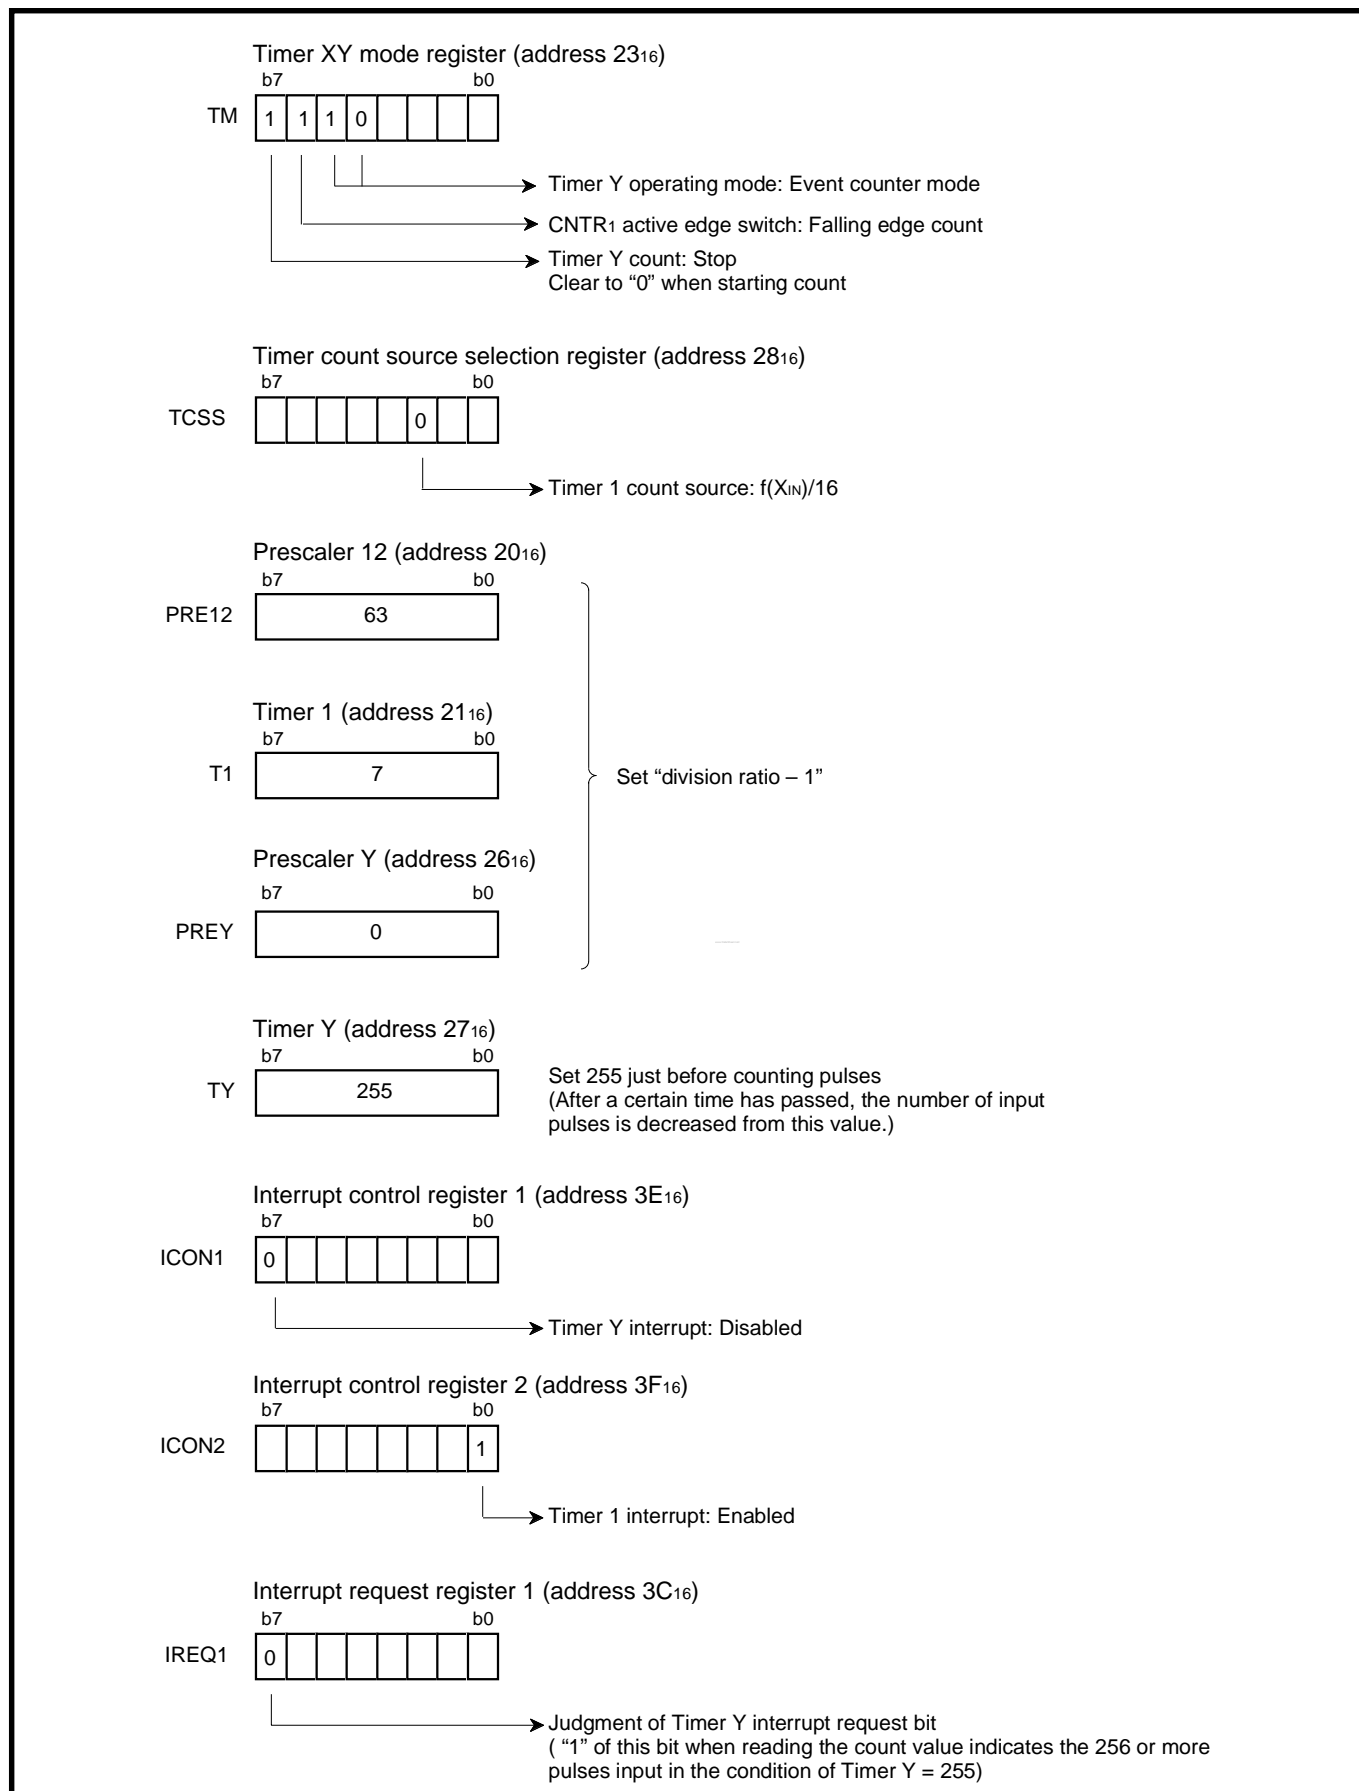 Timer XY mode register (address 2316)
b7 b0
TM 1 1 1 0
Timer Y operating mode: Event counter mode
CNTR1 active edge switch: Falling edge count
Timer Y count: Stop
Clear to “0” when starting count
Timer count source selection register (address 2816)
b7 b0
TCSS 0
Timer 1 count source: f(XIN)/16
Prescaler 12 (address 2016)
b7 b0
PRE12 63
Timer 1 (address 2116)
b7 b0
T1 7
Set “division ratio – 1”
Prescaler Y (address 2616)
b7 b0
PREY 0
Timer Y (address 2716)
b7 b0
TY 255
Set 255 just before counting pulses
(After a certain time has passed, the number of input
pulses is decreased from this value.)
Interrupt control register 1 (address 3E16)
b7 b0
ICON1 0
Timer Y interrupt: Disabled
Interrupt control register 2 (address 3F16)
b7 b0
ICON2 1
Timer 1 interrupt: Enabled
Interrupt request register 1 (address 3C16)
b7 b0
IREQ1 0
Judgment of Timer Y interrupt request bit
( “1” of this bit when reading the count value indicates the 256 or more
pulses input in the condition of Timer Y = 255)